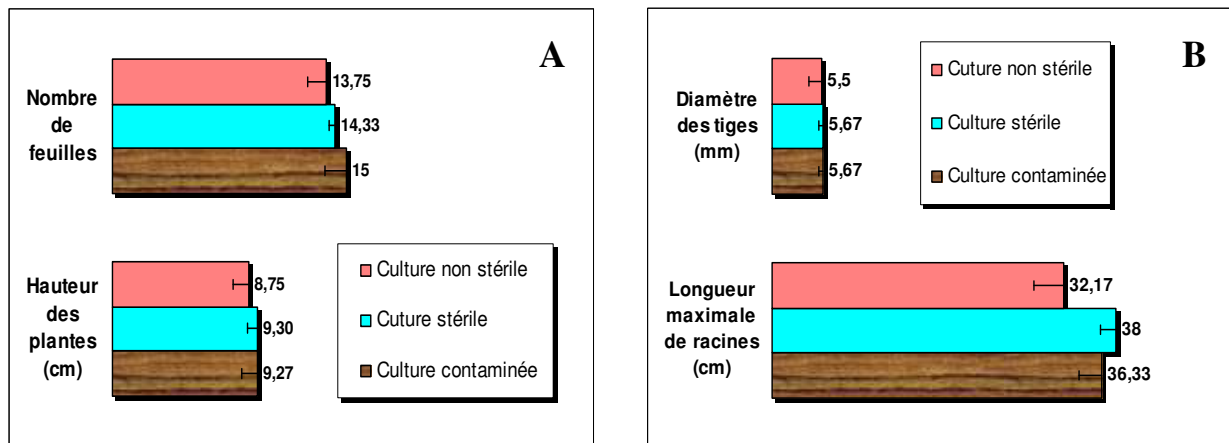 A
Nombre
de
feuilles
13,75
14,33
15
Hauteur
des
plantes
(cm)
8,75
9,30
9,27
Culture non stérile
Cuture stérile
Culture contaminée
B
Diamètre
des tiges
(mm)
5,5
5,67
5,67
Cuture non stérile
Culture stérile
Culture contaminée
Longueur
maximale
de racines
(cm)
32,17
38
36,33